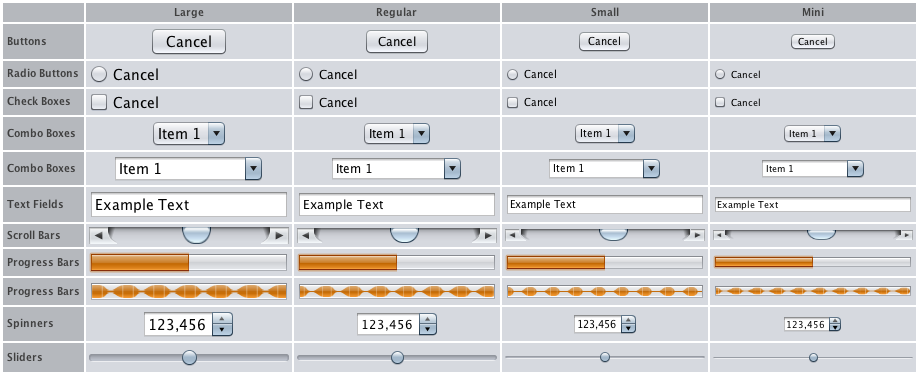 Large Regular Small Mini
Buttons Cancel Cancel Cancel Cancel
Radio Buttons Cancel Cancel Cancel Cancel
Check Boxes Cancel Cancel Cancel Cancel
Combo Boxes Item 1 Item 1 Item 1 Item 1
Combo Boxes Item 1 Item 1 Item 1 Item 1
Text Fields Example Text Example Text Example Text Example Text
Scroll Bars
Progress Bars
Progress Bars
Spinners 123,456 123,456 123,456 123,456
Sliders